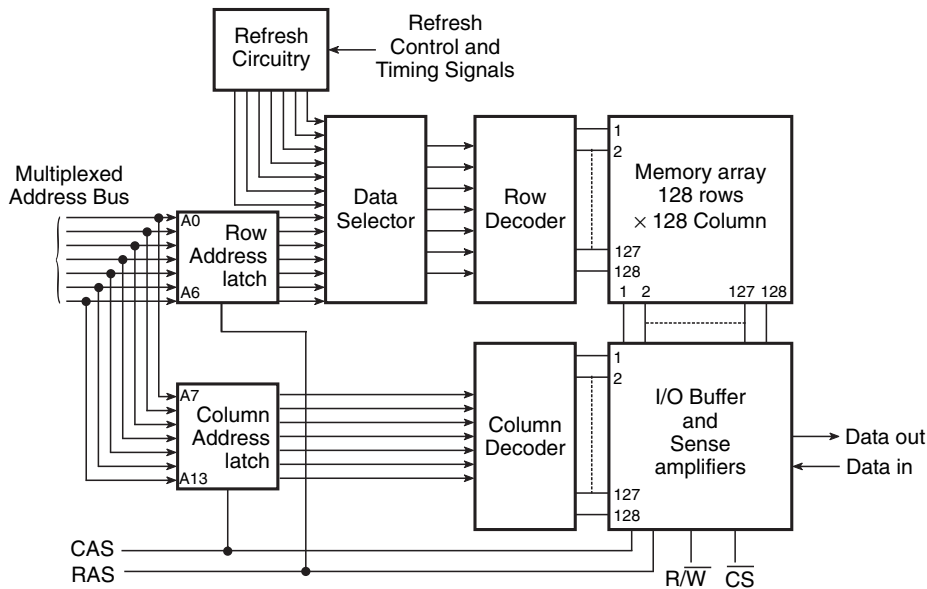 Refresh
Circuitry
Refresh
Control and
Timing Signals
Multiplexed
Address Bus
A0
Row
Address
latch
A6
Data
Selector
Row
Decoder
1
2
127
128
Memory array
128 rows
× 128 Column
1 2 127 128
A7
Column
Address
latch
A13
Column
Decoder
1
2
127
128
I/O Buffer
and
Sense
amplifiers
Data out
Data in
CAS
RAS
R/W̅
C̅S̅